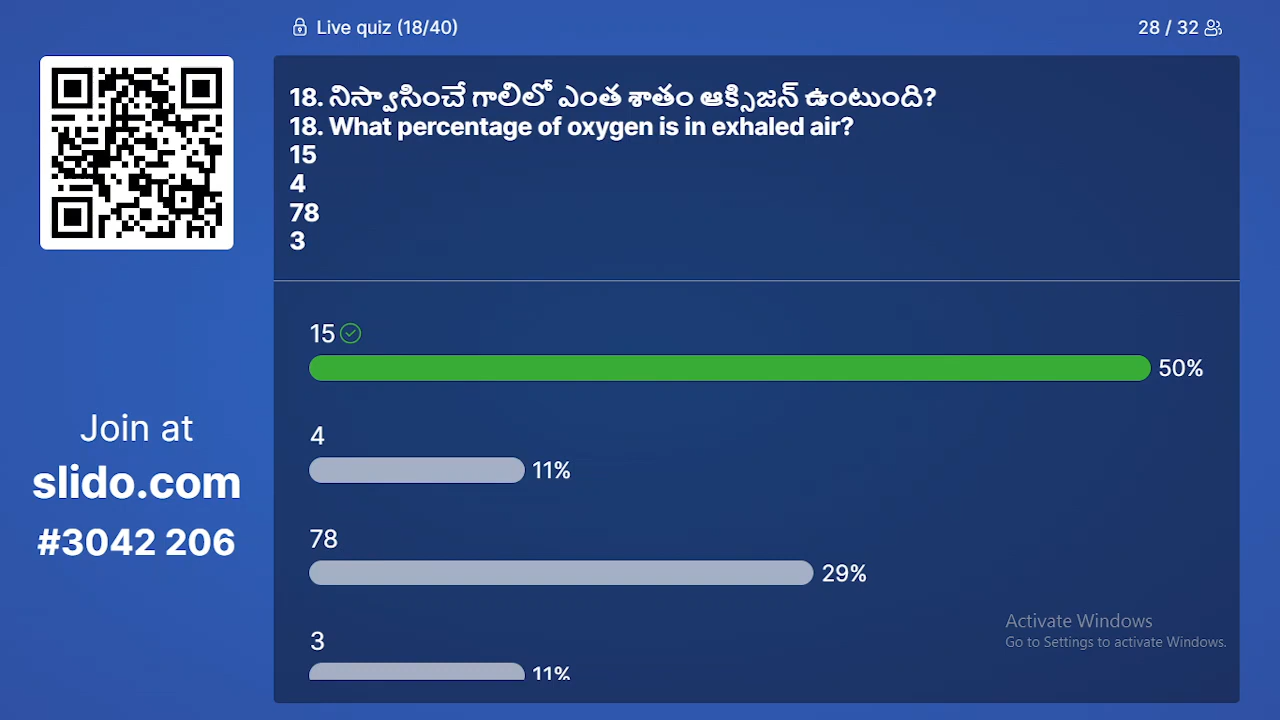 Live quiz (18/40)
28 / 32
18. నిస్వాసించే గాలిలో ఎంత శాతం ఆక్సిజన్ ఉంటుంది?
18. What percentage of oxygen is in exhaled air?
15
4
78
3
15
50%
4
11%
78
29%
3
11%
Join at
slido.com
#3042 206
Activate Windows
Go to Settings to activate Windows.